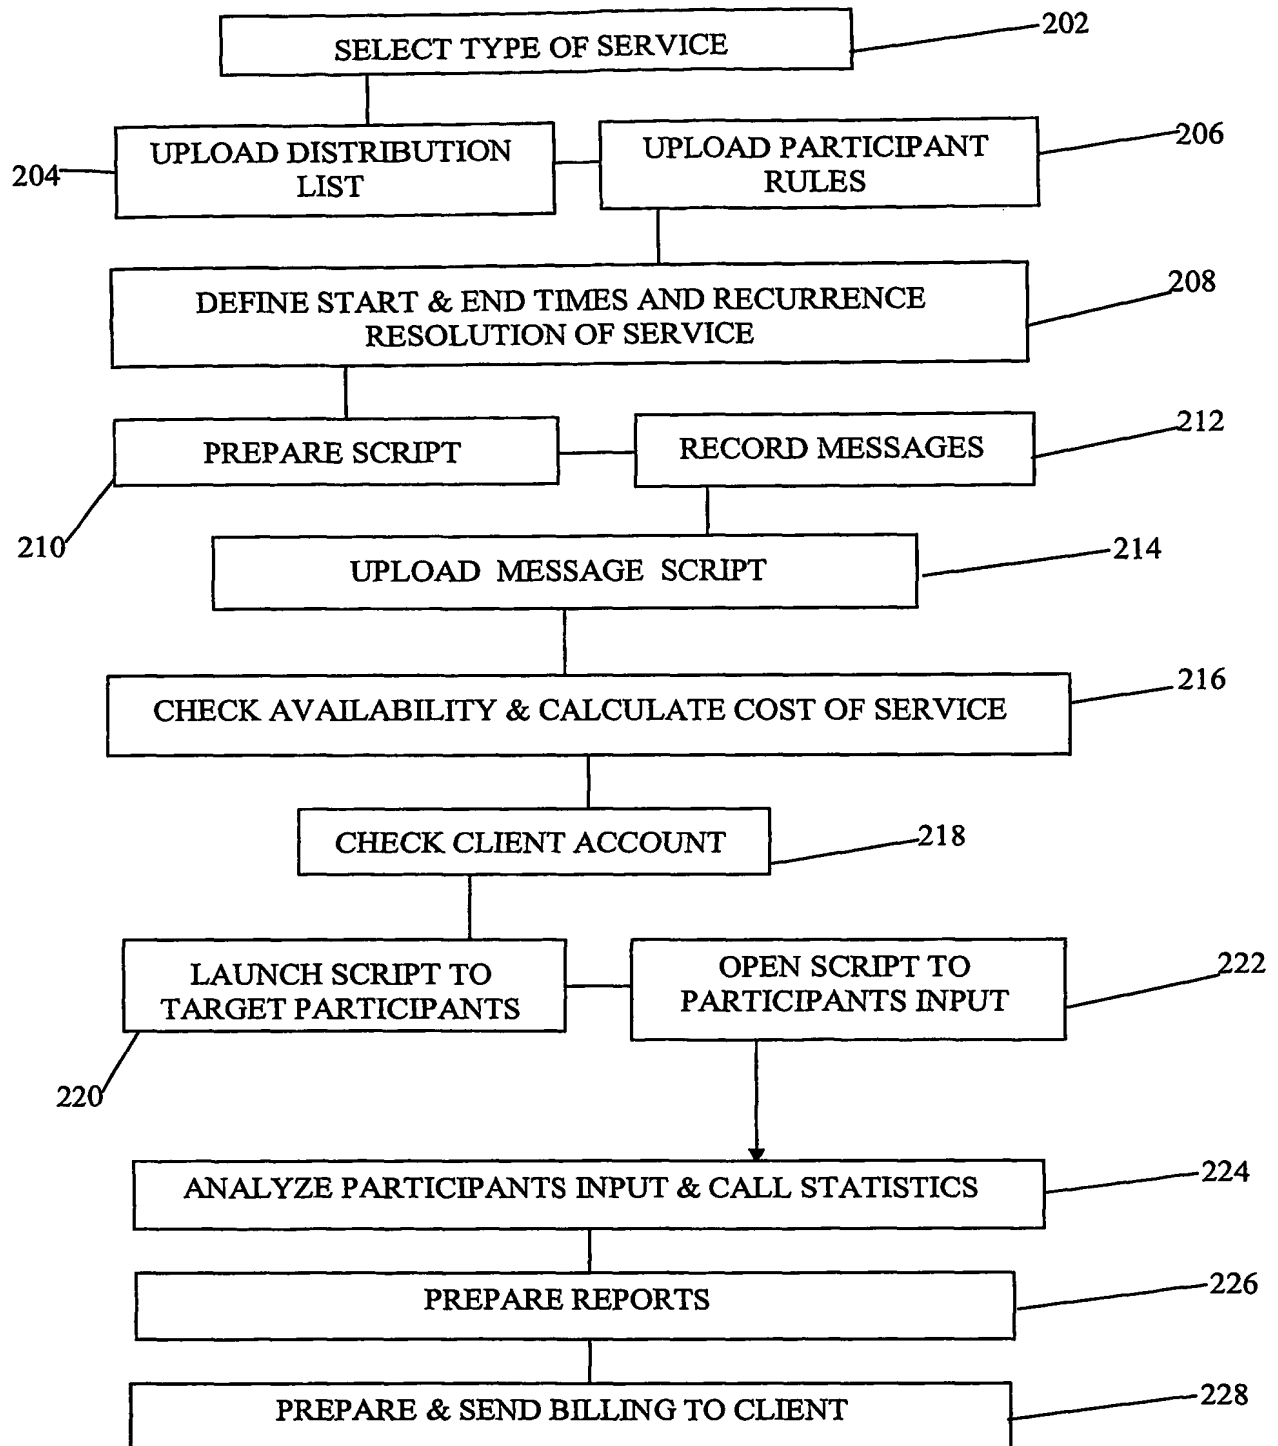 SELECT TYPE OF SERVICE
202
UPLOAD DISTRIBUTION
LIST
204
UPLOAD PARTICIPANT
RULES
206
DEFINE START & END TIMES AND RECURRENCE
RESOLUTION OF SERVICE
208
PREPARE SCRIPT
210
RECORD MESSAGES
212
UPLOAD MESSAGE SCRIPT
214
CHECK AVAILABILITY & CALCULATE COST OF SERVICE
216
CHECK CLIENT ACCOUNT
218
LAUNCH SCRIPT TO
TARGET PARTICIPANTS
220
OPEN SCRIPT TO
PARTICIPANTS INPUT
222
ANALYZE PARTICIPANTS INPUT & CALL STATISTICS
224
PREPARE REPORTS
226
PREPARE & SEND BILLING TO CLIENT
228